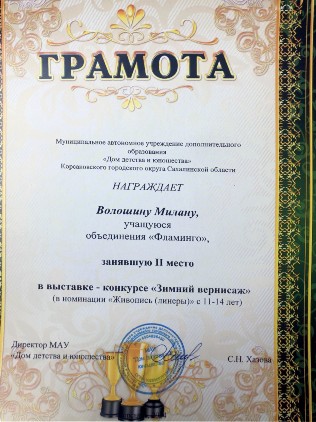 ГРАМОТА
Муниципальное автономное учреждение дополнительного
образования
«Дом детства и юношества»
Корсаковского городского округа Сахалинской области
НАГРАЖДАЕТ
Волошину Милану,
учащуюся
объединения «Фламинго»,
занявшую II место
в выставке - конкурсе «Зимний вернисаж»
(в номинации «Живопись (линеры)» с 11-14 лет)
Директор МАУ
«Дом детства и юношества»
С.Н. Хазова